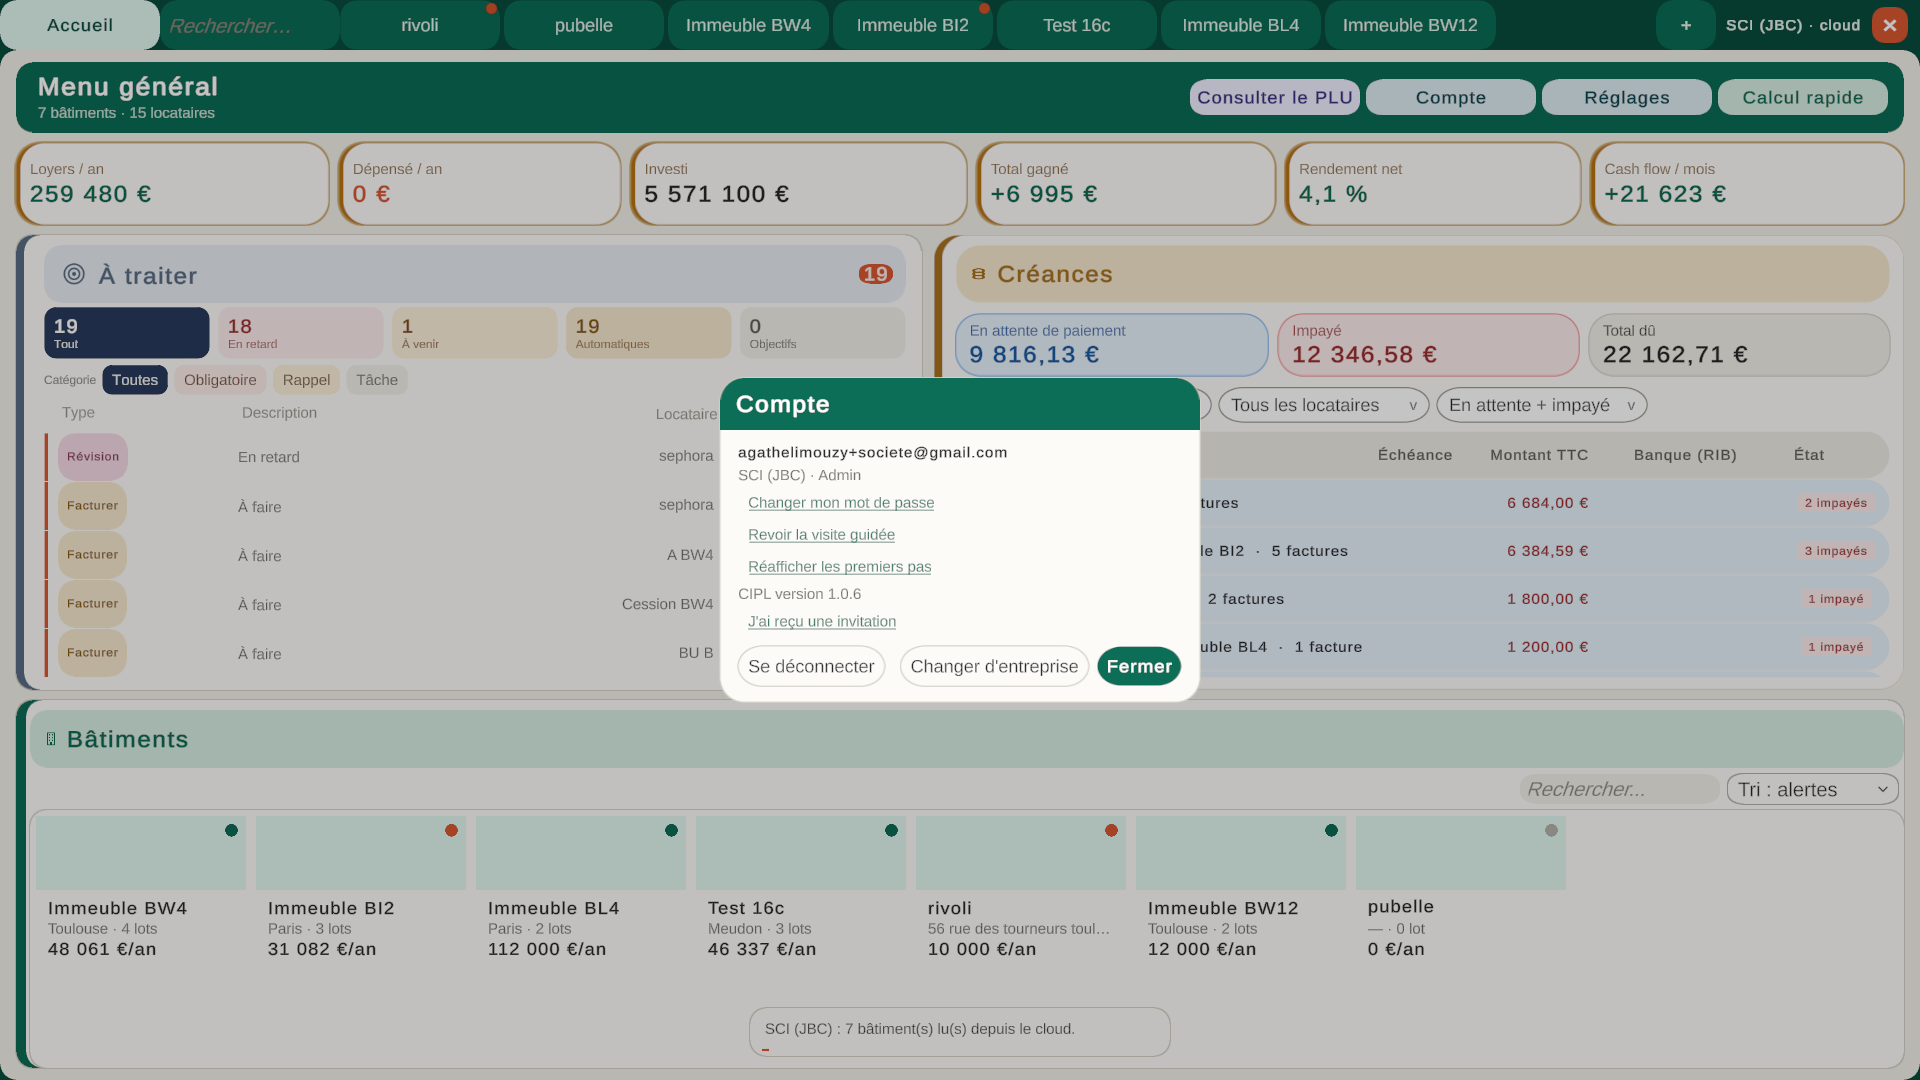 Accueil
Rechercher...
rivoli
pubelle
Immeuble BW4
Immeuble BI2
Test 16c
Immeuble BL4
Immeuble BW12
+
SCI (JBC) · cloud
×
Menu général
7 bâtiments · 15 locataires
Consulter le PLU
Compte
Réglages
Calcul rapide
Loyers / an
259 480 €
Dépensé / an
0 €
Investi
5 571 100 €
Total gagné
+6 995 €
Rendement net
4,1 %
Cash flow / mois
+21 623 €
À traiter
19
19
Tout
18
En retard
1
À venir
19
Automatiques
0
Objectifs
Catégorie
Toutes
Obligatoire
Rappel
Tâche
Type
Description
Locataire
Révision
En retard
sephora
Facturer
À faire
sephora
Facturer
À faire
A BW4
Facturer
À faire
Cession BW4
Facturer
À faire
BU B
Créances
En attente de paiement
9 816,13 €
Impayé
12 346,58 €
Total dû
22 162,71 €
Tous les locataires v
En attente + impayé v
Échéance
Montant TTC
Banque (RIB)
État
tures
6 684,00 €
2 impayés
le BI2 · 5 factures
6 384,59 €
3 impayés
2 factures
1 800,00 €
1 impayé
uble BL4 · 1 facture
1 200,00 €
1 impayé
Compte
agathelimouzy+societe@gmail.com
SCI (JBC) · Admin
Changer mon mot de passe
Revoir la visite guidée
Réafficher les premiers pas
CIPL version 1.0.6
J'ai reçu une invitation
Se déconnecter
Changer d'entreprise
Fermer
Bâtiments
Rechercher...
Tri : alertes
Immeuble BW4
Toulouse · 4 lots
48 061 €/an
Immeuble BI2
Paris · 3 lots
31 082 €/an
Immeuble BL4
Paris · 2 lots
112 000 €/an
Test 16c
Meudon · 3 lots
46 337 €/an
rivoli
56 rue des tourneurs toul...
10 000 €/an
Immeuble BW12
Toulouse · 2 lots
12 000 €/an
pubelle
— · 0 lot
0 €/an
SCI (JBC) : 7 bâtiment(s) lu(s) depuis le cloud.